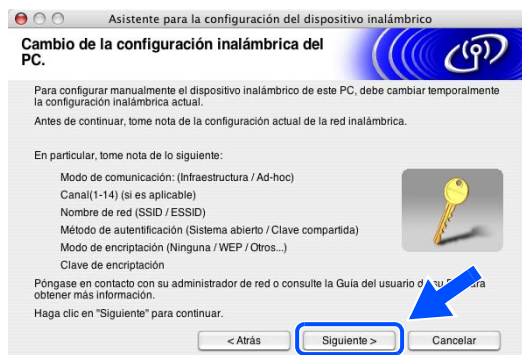 Asistente para la configuración del dispositivo inalámbrico
Cambio de la configuración inalámbrica del
PC.
Para configurar manualmente el dispositivo inalámbrico de este PC, debe cambiar temporalmente
la configuración inalámbrica actual.
Antes de continuar, tome nota de la configuración actual de la red inalámbrica.
En particular, tome nota de lo siguiente:
Modo de comunicación: (Infraestructura / Ad-hoc)
Canal(1-14) (si es aplicable)
Nombre de red (SSID / ESSID)
Método de autentificación (Sistema abierto / Clave compartida)
Modo de encriptación (Ninguna / WEP / Otros...)
Clave de encriptación
Póngase en contacto con su administrador de red o consulte la Guía del usuario
obtener más información.
Haga clic en "Siguiente" para continuar.
< Atrás
Siguiente >
Cancelar